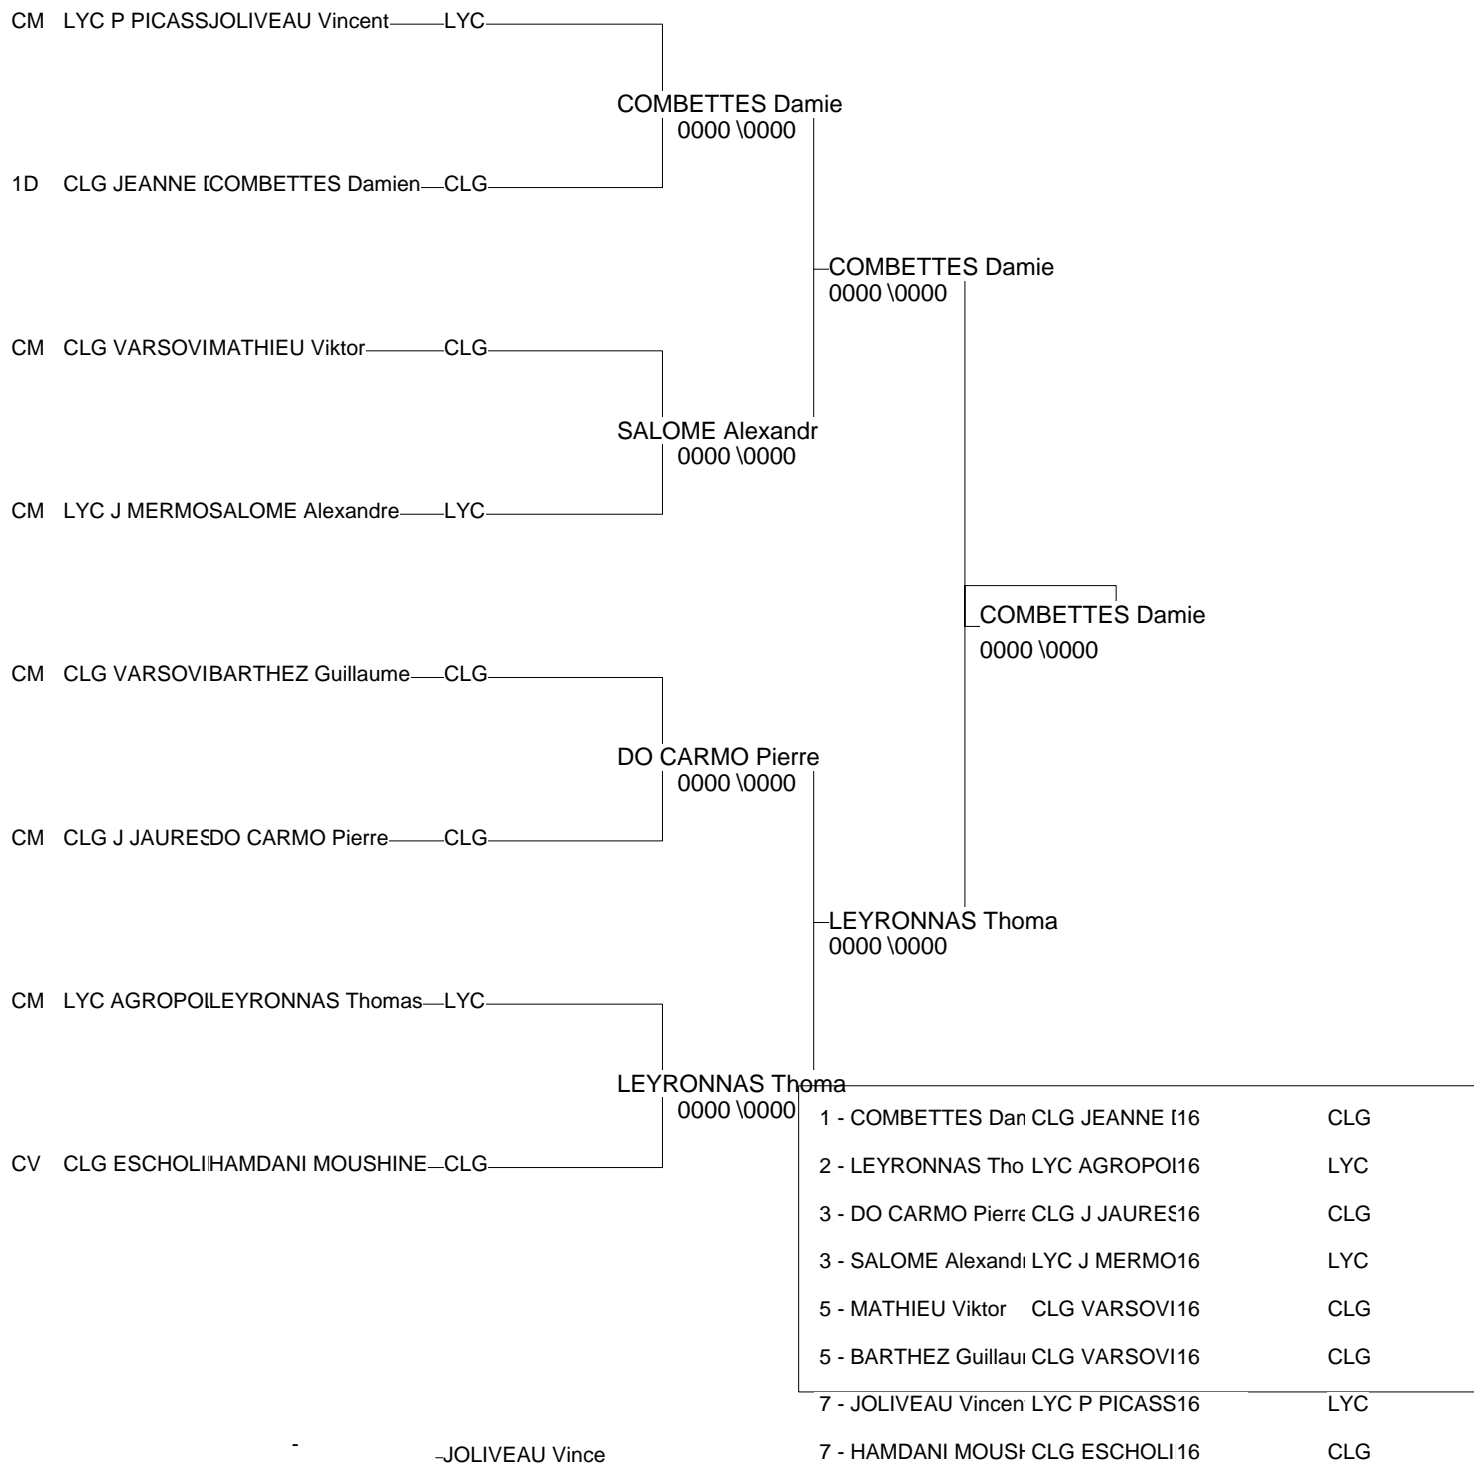 CM LYC P PICASSJOLIVEAU Vincent LYC
COMBETTES Damie
0000 \0000
1D CLG JEANNE COMBETTES Damien CLG
COMBETTES Damie
0000 \0000
CM CLG VARSOVIMATHIEU Viktor CLG
SALOME Alexandr
0000 \0000
CM LYC J MERMOSALOME Alexandre LYC
COMBETTES Damie
0000 \0000
CM CLG VARSOVIBARTHEZ Guillaume CLG
DO CARMO Pierre
0000 \0000
CM CLG J JAURESDO CARMO Pierre CLG
LEYRONNAS Thoma
0000 \0000
CM LYC AGROPOLEYRONNAS Thomas LYC
LEYRONNAS Thoma
0000 \0000
CV CLG ESCHOLIHAMDANI MOUSHINE CLG
1 - COMBETTES Dan CLG JEANNE 16 CLG
2 - LEYRONNAS Tho LYC AGROPO16 LYC
3 - DO CARMO Pierre CLG J JAURES16 CLG
3 - SALOME Alexand LYC J MERMO16 LYC
5 - MATHIEU Viktor CLG VARSOVI16 CLG
5 - BARTHEZ Guillau CLG VARSOVI16 CLG
7 - JOLIVEAU Vincen LYC P PICASS16 LYC
7 - HAMDANI MOUSH CLG ESCHOLI16 CLG
-
JOLIVEAU Vince